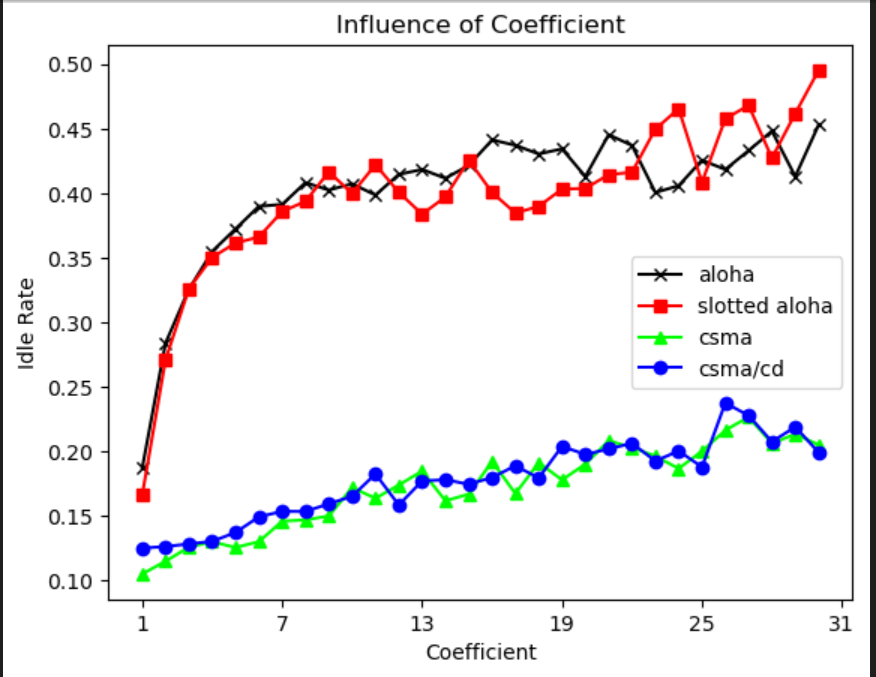 Influence of Coefficient
0.50
0.45
0.40
0.35
0.30
0.25
0.20
0.15
0.10
Idle Rate
aloha
slotted aloha
csma
csma/cd
1 7 13 19 25 31
Coefficient